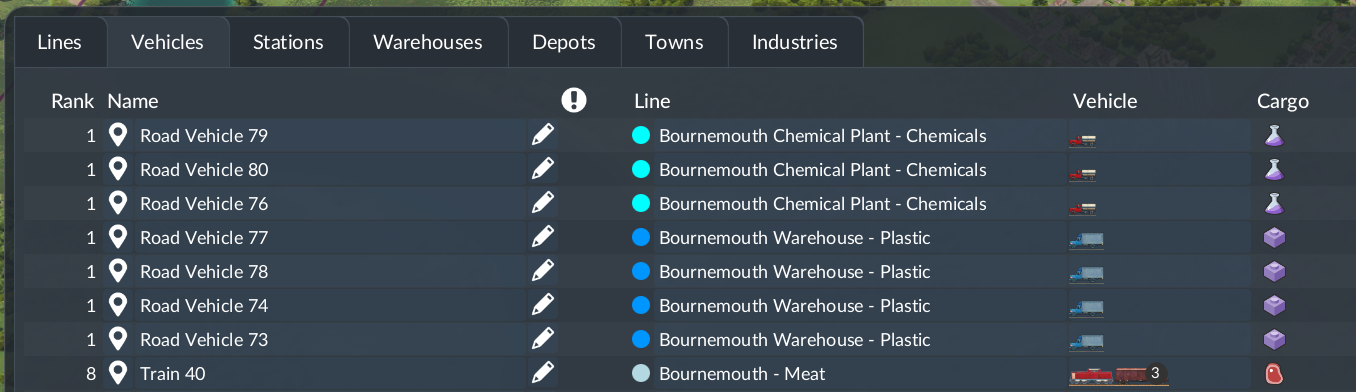 Lines Vehicles Stations Warehouses Depots Towns Industries
Rank Name Line Vehicle Cargo
1 Road Vehicle 79 Bournemouth Chemical Plant - Chemicals
1 Road Vehicle 80 Bournemouth Chemical Plant - Chemicals
1 Road Vehicle 76 Bournemouth Chemical Plant - Chemicals
1 Road Vehicle 77 Bournemouth Warehouse - Plastic
1 Road Vehicle 78 Bournemouth Warehouse - Plastic
1 Road Vehicle 74 Bournemouth Warehouse - Plastic
1 Road Vehicle 73 Bournemouth Warehouse - Plastic
8 Train 40 Bournemouth - Meat 3